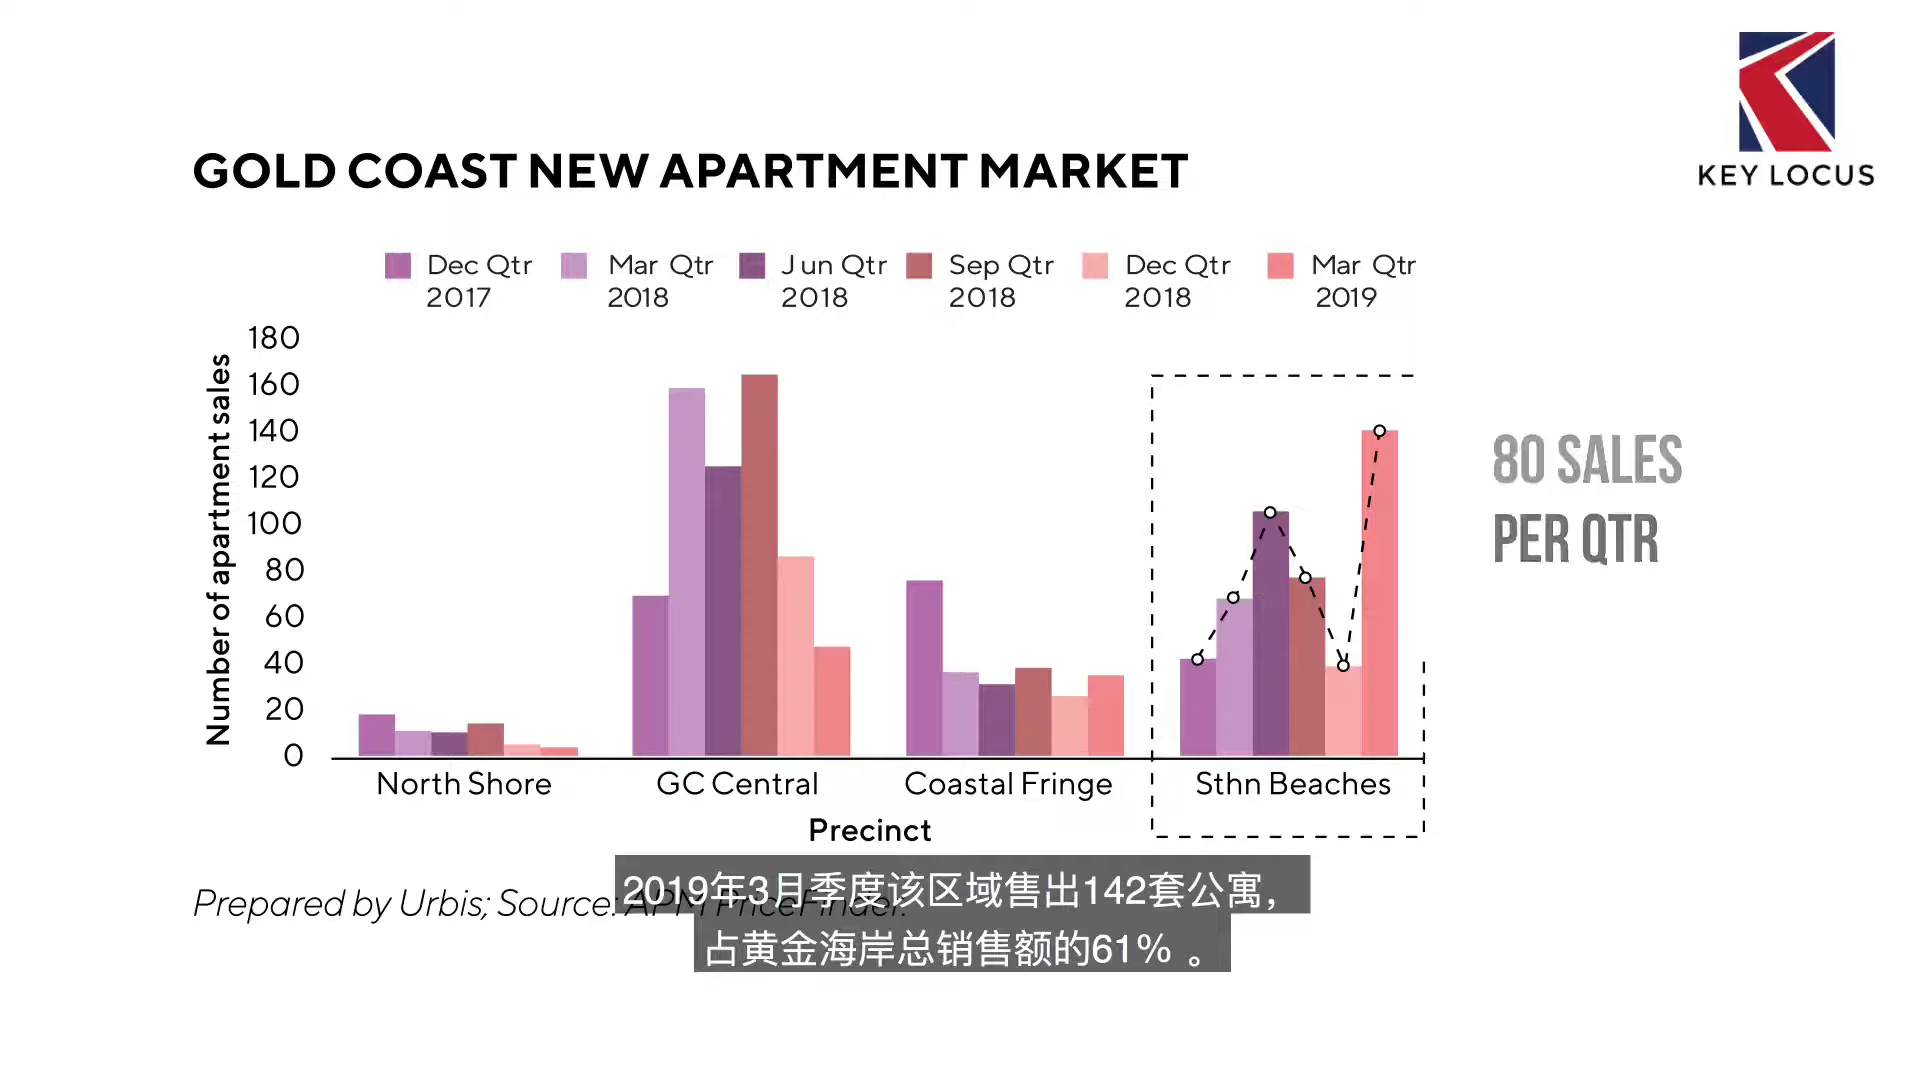 KEY LOCUS
GOLD COAST NEW APARTMENT MARKET
Dec Qtr 2017
Mar Qtr 2018
Jun Qtr 2018
Sep Qtr 2018
Dec Qtr 2018
Mar Qtr 2019
Number of apartment sales
180
160
140
120
100
80
60
40
20
0
80 SALES
PER QTR
North Shore
GC Central
Coastal Fringe
Sthn Beaches
Precinct
Prepared by Urbis; Source: APM PriceFinder.
2019年3月季度该区域售出142套公寓，
占黄金海岸总销售额的61% 。